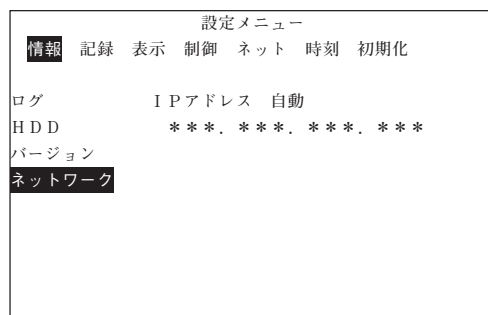 設定メニュー
情報 記録 表示 制御 ネット 時刻 初期化
ログ ＩＰアドレス 自動
ＨＤＤ ＊＊＊．＊＊＊．＊＊＊．＊＊＊
バージョン
ネットワーク